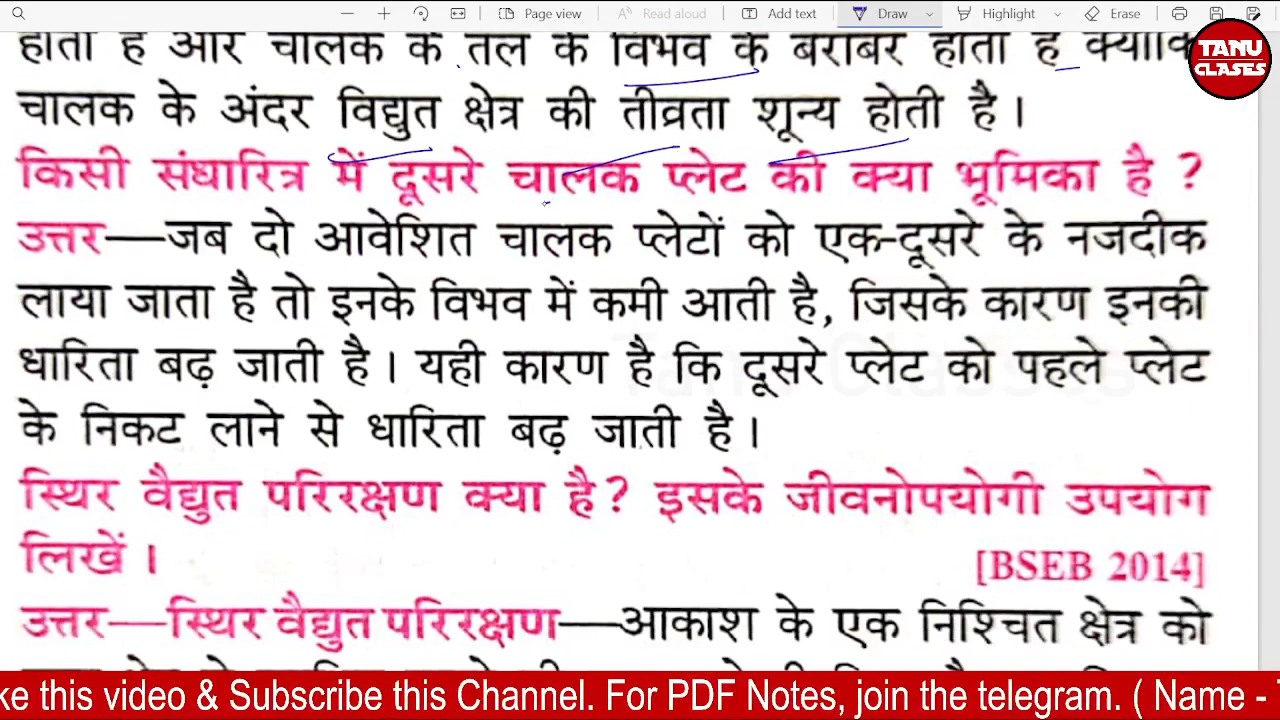 Page view
Read aloud
Add text
Draw
Highlight
Erase
TANU
CLASES
होता है और चालक के तल के विभव के बराबर होता है क्योंकि
चालक के अंदर विद्युत क्षेत्र की तीव्रता शून्य होती है।
किसी संधारित्र में दूसरे चालक प्लेट की क्या भूमिका है ?
उत्तर—जब दो आवेशित चालक प्लेटों को एक-दूसरे के नजदीक
लाया जाता है तो इनके विभव में कमी आती है, जिसके कारण इनकी
धारिता बढ़ जाती है। यही कारण है कि दूसरे प्लेट को पहले प्लेट
के निकट लाने से धारिता बढ़ जाती है।
स्थिर वैद्युत परिरक्षण क्या है? इसके जीवनोपयोगी उपयोग
लिखें। [BSEB 2014]
उत्तर—स्थिर वैद्युत परिरक्षण—आकाश के एक निश्चित क्षेत्र को
ke this video & Subscribe this Channel. For PDF Notes, join the telegram. ( Name -